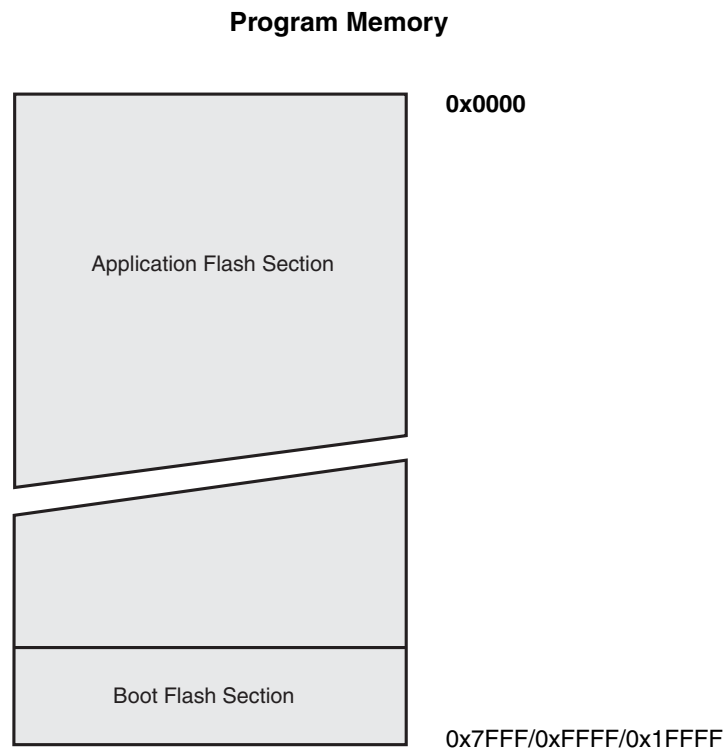 Program Memory
0x0000
Application Flash Section
Boot Flash Section
0x7FFF/0xFFFF/0x1FFFF